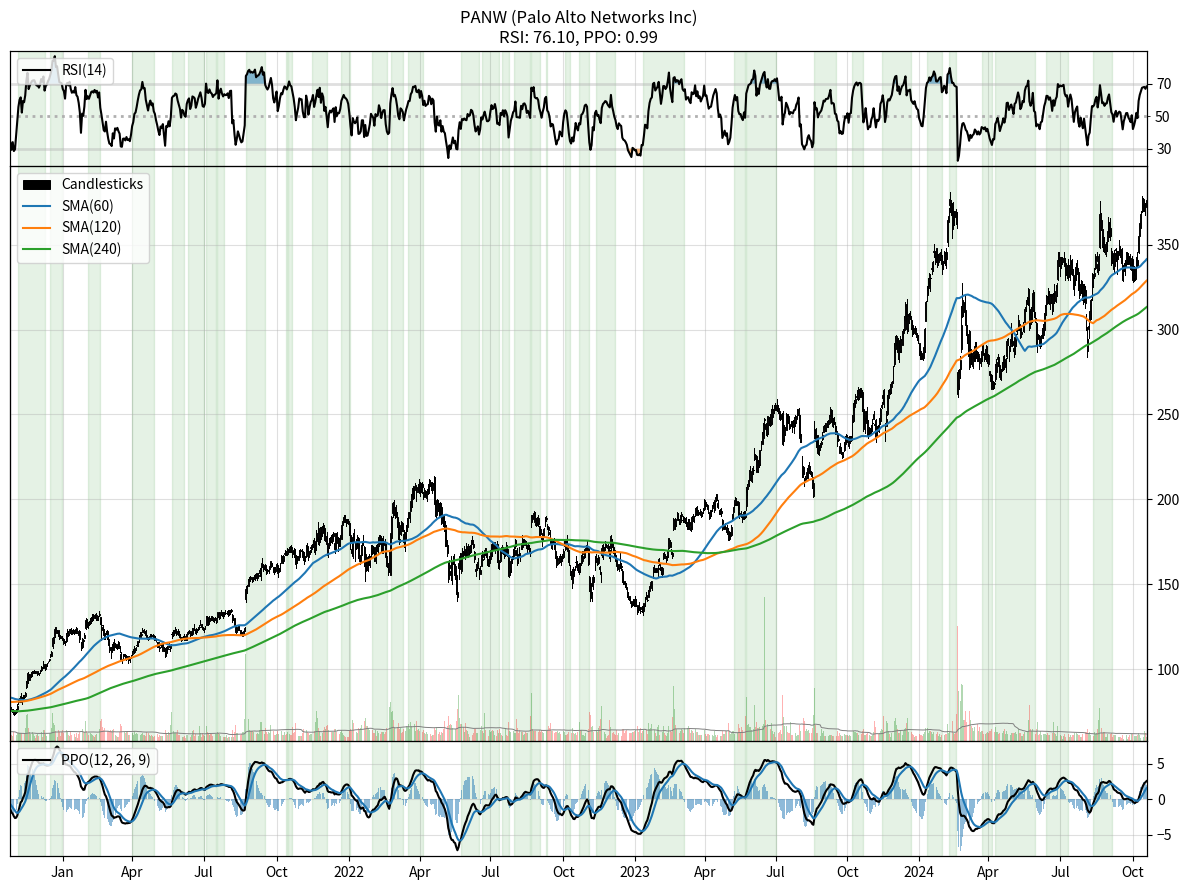 PANW (Palo Alto Networks Inc)
RSI: 76.10, PPO: 0.99
RSI(14)
70
50
30
Candlesticks
SMA(60)
SMA(120)
SMA(240)
350
300
250
200
150
100
PPO(12, 26, 9)
5
0
−5
Jan Apr Jul Oct 2022 Apr Jul Oct 2023 Apr Jul Oct 2024 Apr Jul Oct